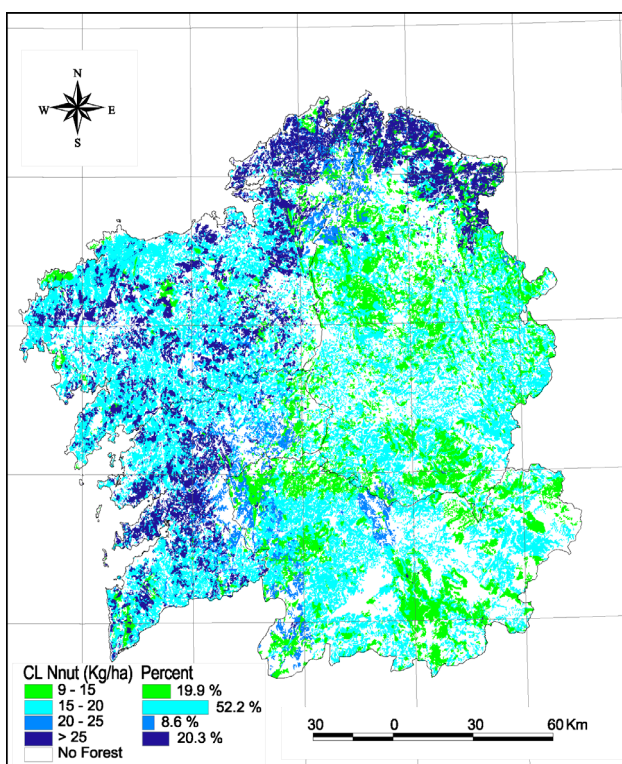 N
W E
S
CL Nnut (Kg/ha) Percent
9 - 15 19.9 %
15 - 20 52.2 %
20 - 25 8.6 %
> 25 20.3 %
No Forest
30 0 30 60 Km